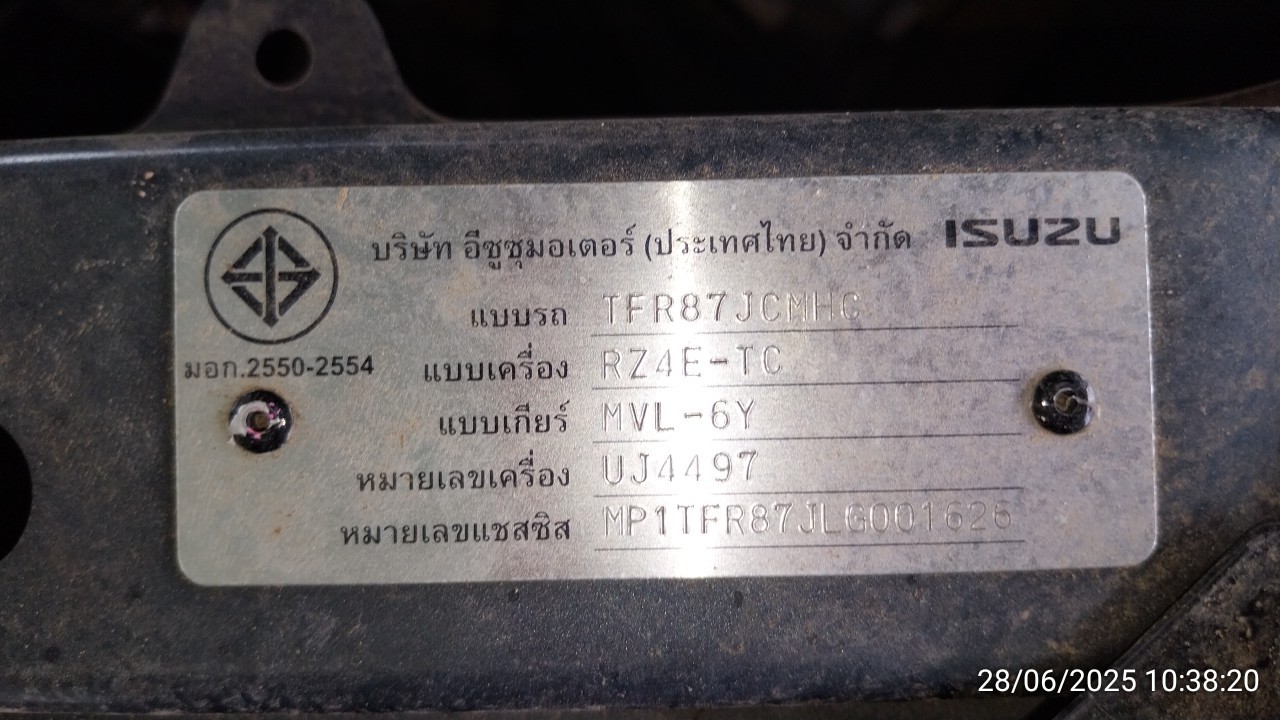 บริษัท อีซูซุมอเตอร์ (ประเทศไทย) จำกัด ISUZU
แบบรถ TFR87JCMHG
มอก.2550-2554
แบบเครื่อง RZ4E-TC
แบบเกียร์ MVL-6Y
หมายเลขเครื่อง UJ4497
หมายเลขแชสซิส MP1TFR87JLG001626
28/06/2025 10:38:20